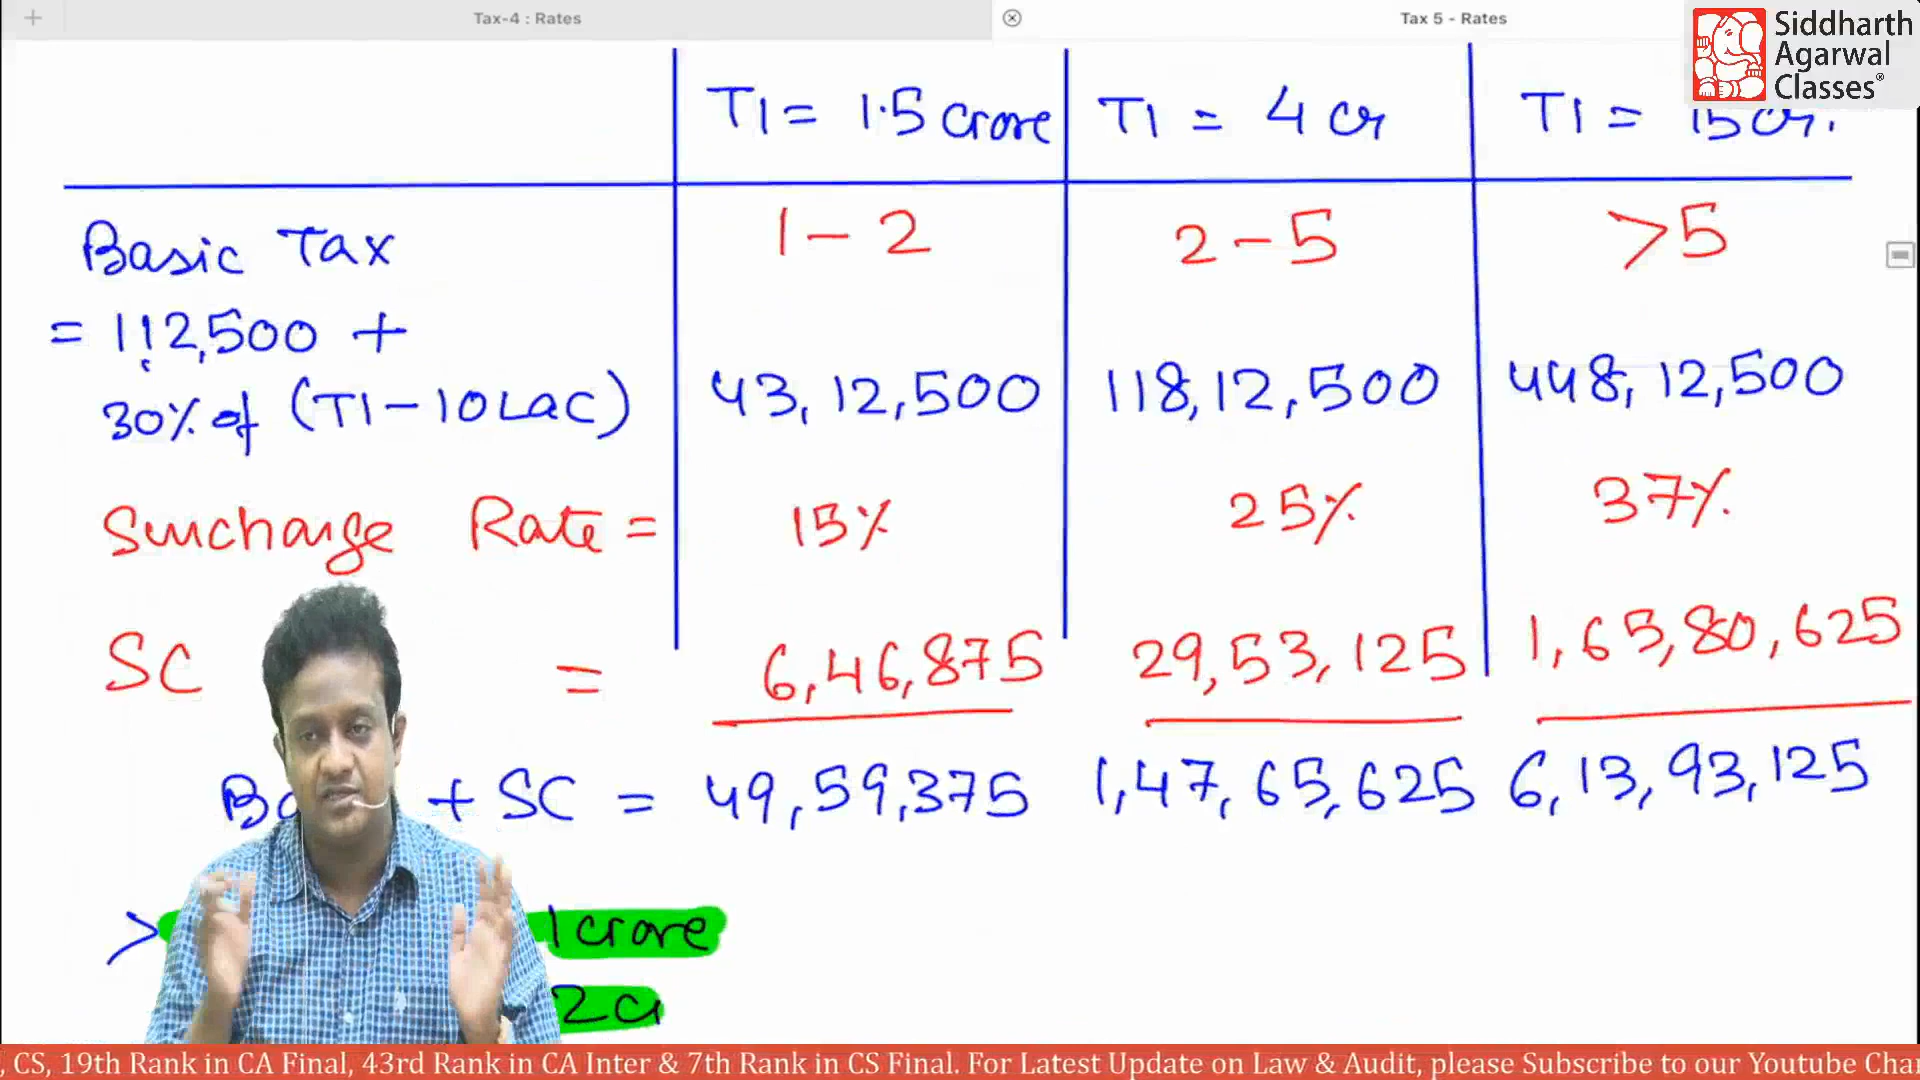 Tax-4 : Rates
Tax 5 - Rates
Siddharth
Agarwal
Classes®
TI = 1.5 crore TI = 4 cr TI = 15 cr.
Basic Tax 1 - 2 2 - 5 >5
= 112,500 +
30% of (TI - 10 Lac) 43,12,500 118,12,500 448,12,500
Surcharge Rate = 15% 25% 37%
SC = 6,46,875 29,53,125 1,65,80,625
+ SC = 49,59,375 1,47,65,625 6,13,93,125
> 1 crore
2 cr
, CS, 19th Rank in CA Final, 43rd Rank in CA Inter & 7th Rank in CS Final. For Latest Update on Law & Audit, please Subscribe to our Youtube Cha